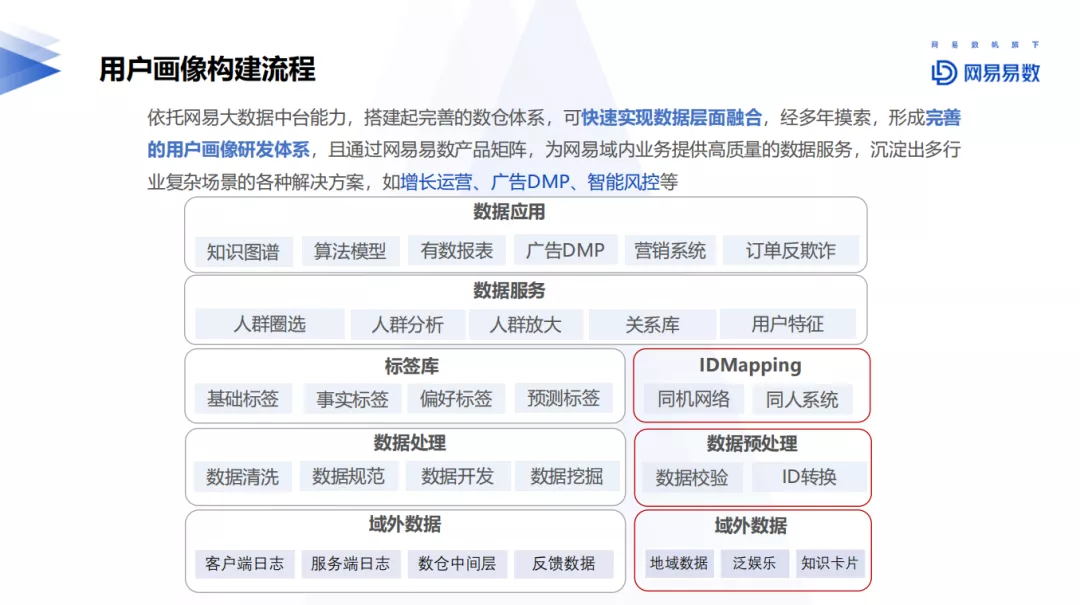 网易数帆旗下
网易易数
用户画像构建流程
依托网易大数据中台能力，搭建起完善的数仓体系，可快速实现数据层面融合，经多年摸索，形成完善
的用户画像研发体系，且通过网易易数产品矩阵，为网易域内业务提供高质量的数据服务，沉淀出多行
业复杂场景的各种解决方案，如增长运营、广告DMP、智能风控等
数据应用
知识图谱 算法模型 有数报表 广告DMP 营销系统 订单反欺诈
数据服务
人群圈选 人群分析 人群放大 关系库 用户特征
标签库
基础标签 事实标签 偏好标签 预测标签
IDMapping
同机网络 同人系统
数据处理
数据清洗 数据规范 数据开发 数据挖掘
数据预处理
数据校验 ID转换
域外数据
客户端日志 服务端日志 数仓中间层 反馈数据
域外数据
地域数据 泛娱乐 知识卡片